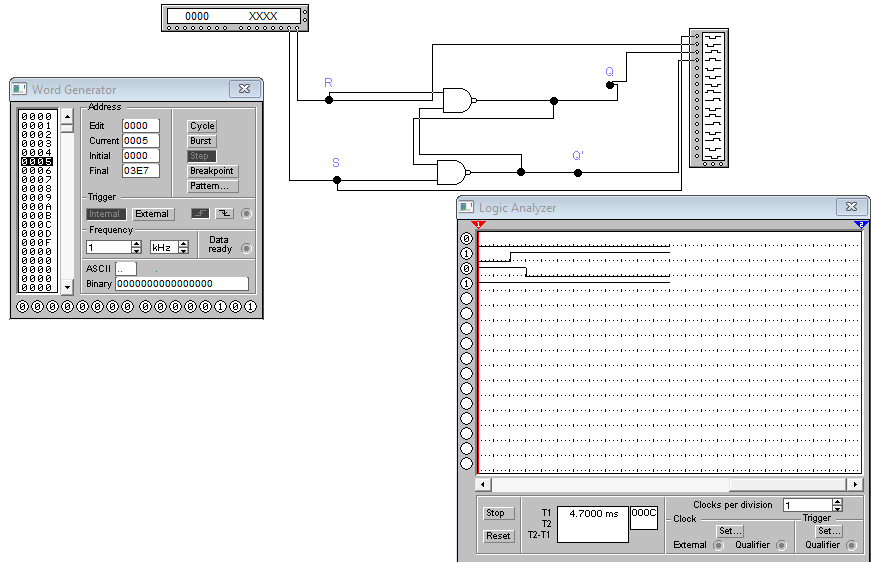 0000 XXXX
R
Q
S
Q'
Word Generator
0000
0001
0002
0003
0004
0005
0006
0007
0008
0009
000A
000B
000C
000D
000F
0000
0000
0000
0000
0000
Address
Edit 0000
Current 0005
Initial 0000
Final 03E7
Cycle
Burst
Step
Breakpoint
Pattern...
Trigger
Internal External
Frequency
1 kHz
Data
ready
ASCII .. .
Binary 0000000000000000
0 0 0 0 0 0 0 0 0 0 0 0 0 1 0 1
Logic Analyzer
1 2
0
1
0
1
Stop
Reset
T1 4.7000 ms 000C
T2
T2-T1
Clocks per division 1
Clock
Set...
External Qualifier
Trigger
Set...
Qualifier